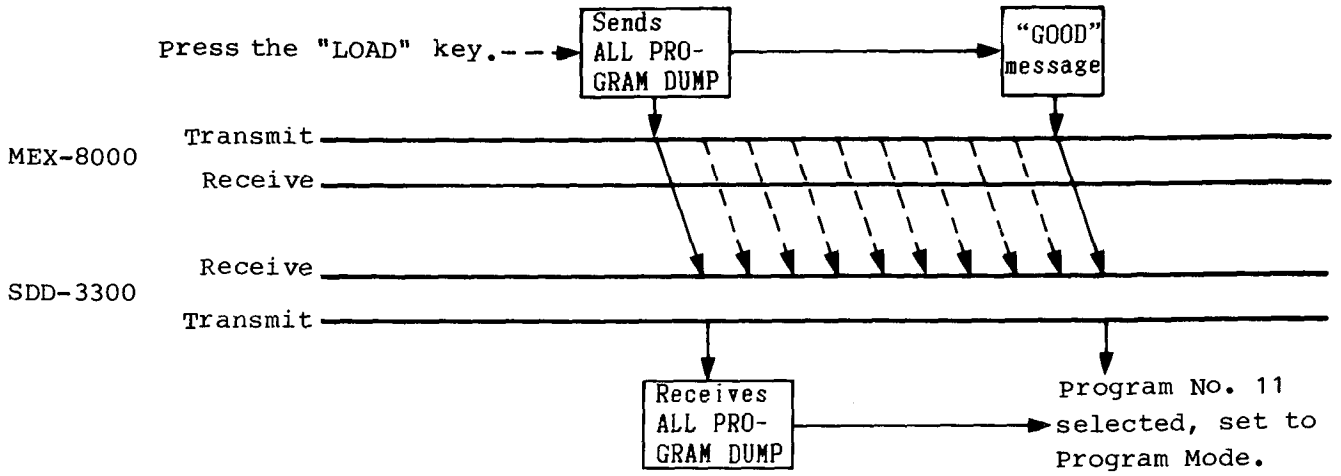 Sends
ALL PRO-
GRAM DUMP
Press the "LOAD" key.
"GOOD"
message
MEX-8000
Transmit
Receive
SDD-3300
Receive
Transmit
Receives
ALL PRO-
GRAM DUMP
Program No. 11
selected, set to
Program Mode.